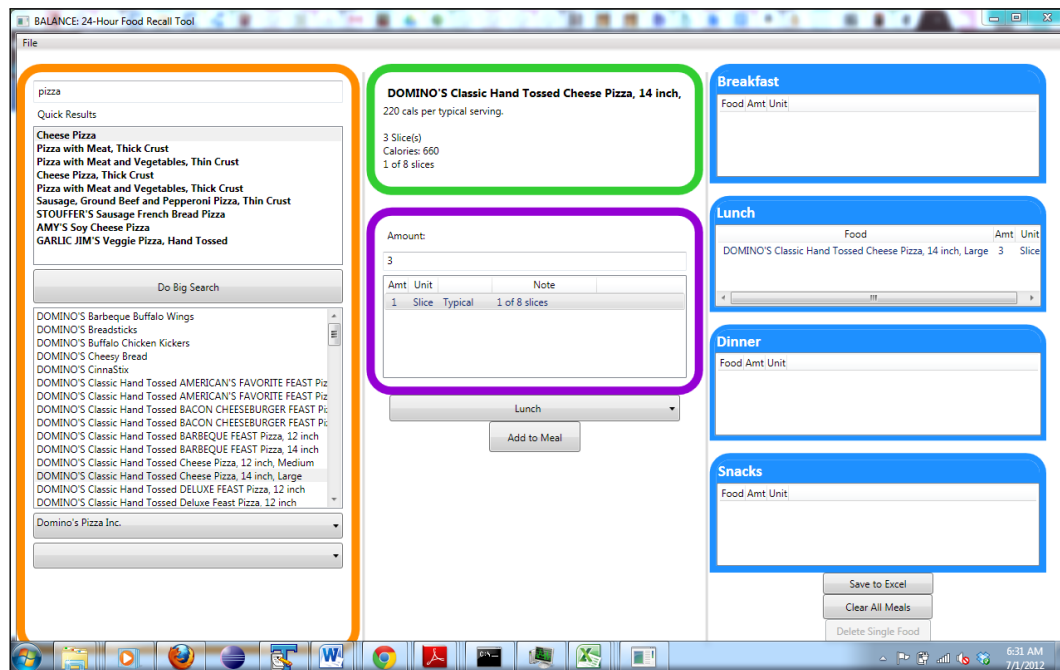 BALANCE: 24-Hour Food Recall Tool
File
pizza
Quick Results
Cheese Pizza
Pizza with Meat, Thick Crust
Pizza with Meat and Vegetables, Thin Crust
Cheese Pizza, Thick Crust
Pizza with Meat and Vegetables, Thick Crust
Sausage, Ground Beef and Pepperoni Pizza, Thin Crust
STOUFFER'S Sausage French Bread Pizza
AMY'S Soy Cheese Pizza
GARLIC JIM'S Veggie Pizza, Hand Tossed
Do Big Search
DOMINO'S Barbeque Buffalo Wings
DOMINO'S Breadsticks
DOMINO'S Buffalo Chicken Kickers
DOMINO'S Cheesy Bread
DOMINO'S CinnaStix
DOMINO'S Classic Hand Tossed AMERICAN'S FAVORITE FEAST Piz
DOMINO'S Classic Hand Tossed AMERICAN'S FAVORITE FEAST Piz
DOMINO'S Classic Hand Tossed BACON CHEESEBURGER FEAST Pi
DOMINO'S Classic Hand Tossed BACON CHEESEBURGER FEAST Pi
DOMINO'S Classic Hand Tossed BARBEQUE FEAST Pizza, 12 inch
DOMINO'S Classic Hand Tossed BARBEQUE FEAST Pizza, 14 inch
DOMINO'S Classic Hand Tossed Cheese Pizza, 12 inch, Medium
DOMINO'S Classic Hand Tossed Cheese Pizza, 14 inch, Large
DOMINO'S Classic Hand Tossed DELUXE FEAST Pizza, 12 inch
DOMINO'S Classic Hand Tossed Deluxe Feast Pizza, 12 inch
Domino's Pizza Inc.
DOMINO'S Classic Hand Tossed Cheese Pizza, 14 inch,
220 cals per typical serving.
3 Slice(s)
Calories: 660
1 of 8 slices
Amount:
3
Amt Unit Note
1 Slice Typical 1 of 8 slices
Lunch
Add to Meal
Breakfast
Food Amt Unit
Lunch
Food Amt Unit
DOMINO'S Classic Hand Tossed Cheese Pizza, 14 inch, Large 3 Slice
Dinner
Food Amt Unit
Snacks
Food Amt Unit
Save to Excel
Clear All Meals
Delete Single Food
6:31 AM
7/1/2012